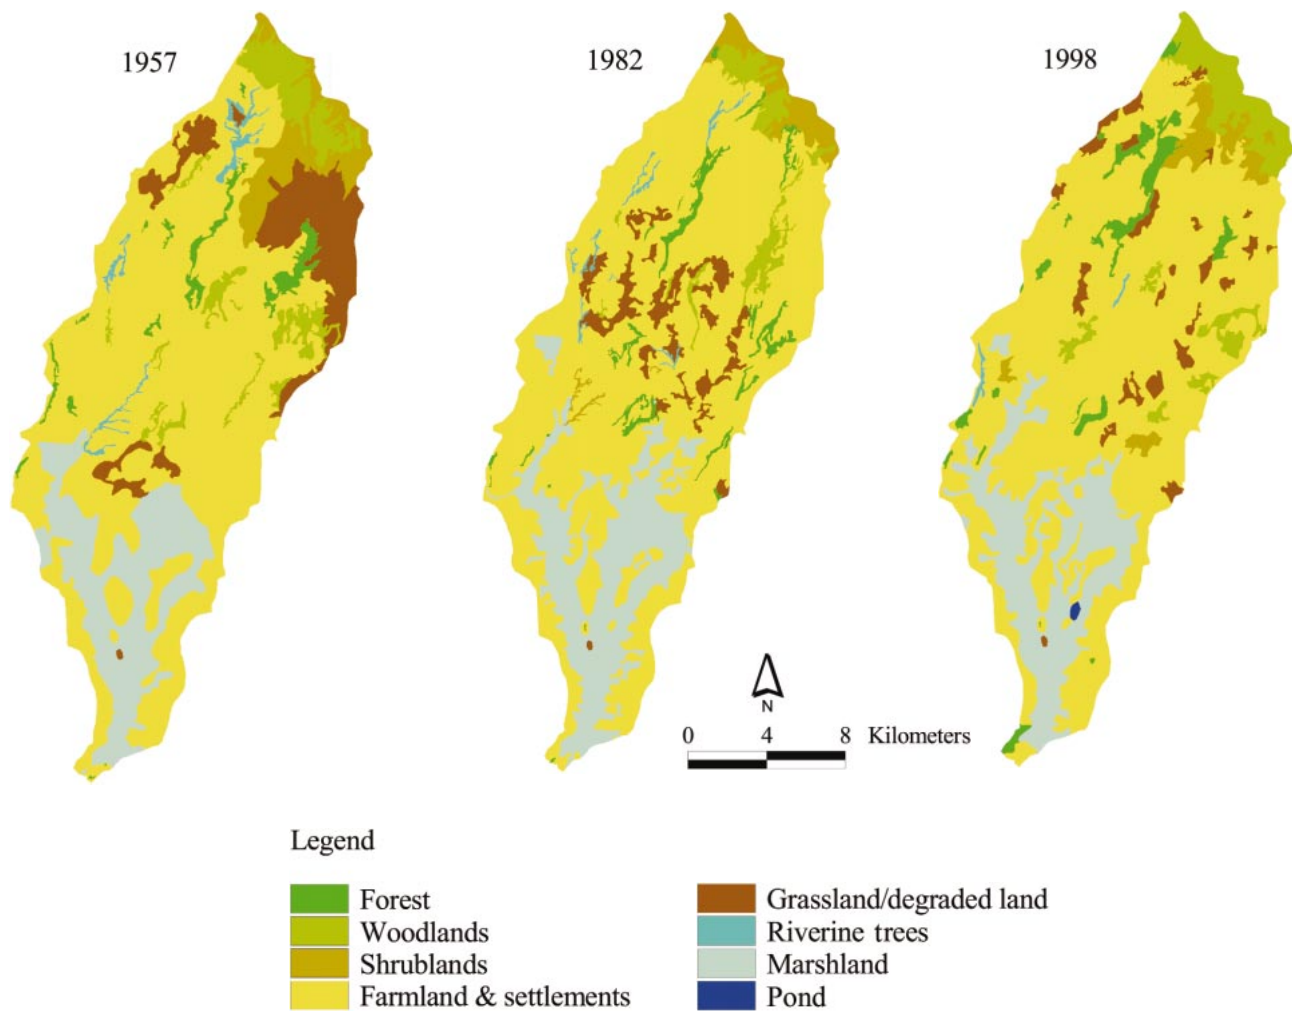 1957
1982
1998
N
0 4 8 Kilometers
Legend
Forest
Woodlands
Shrublands
Farmland & settlements
Grassland/degraded land
Riverine trees
Marshland
Pond